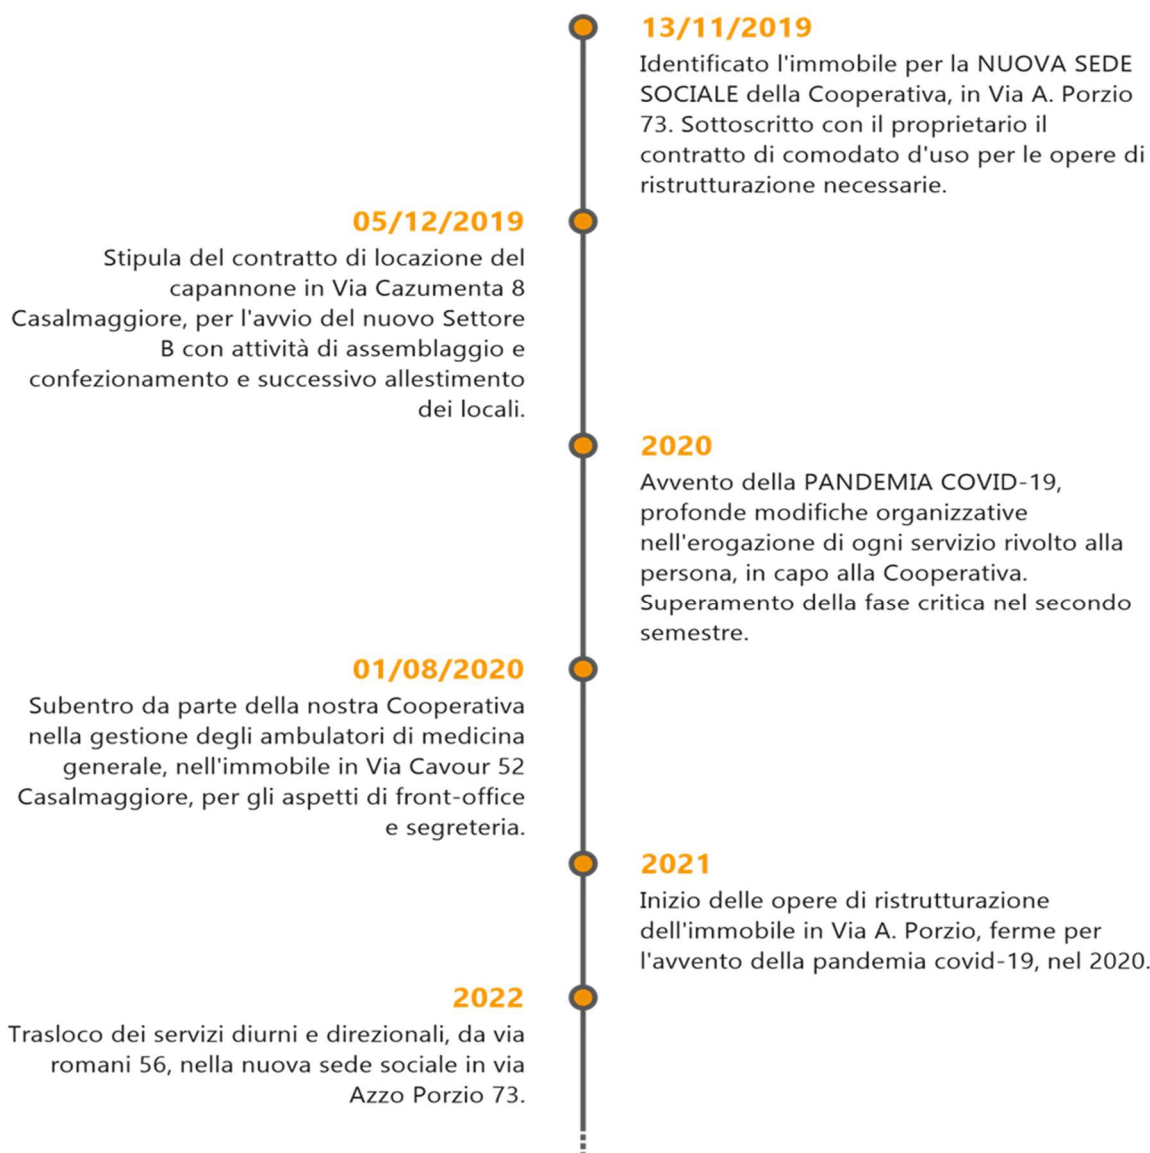 13/11/2019
Identificato l'immobile per la NUOVA SEDE
SOCIALE della Cooperativa, in Via A. Porzio
73. Sottoscritto con il proprietario il
contratto di comodato d'uso per le opere di
ristrutturazione necessarie.
05/12/2019
Stipula del contratto di locazione del
capannone in Via Cazumenta 8
Casalmaggiore, per l'avvio del nuovo Settore
B con attività di assemblaggio e
confezionamento e successivo allestimento
dei locali.
2020
Avvento della PANDEMIA COVID-19,
profonde modifiche organizzative
nell'erogazione di ogni servizio rivolto alla
persona, in capo alla Cooperativa.
Superamento della fase critica nel secondo
semestre.
01/08/2020
Subentro da parte della nostra Cooperativa
nella gestione degli ambulatori di medicina
generale, nell'immobile in Via Cavour 52
Casalmaggiore, per gli aspetti di front-office
e segreteria.
2021
Inizio delle opere di ristrutturazione
dell'immobile in Via A. Porzio, ferme per
l'avvento della pandemia covid-19, nel 2020.
2022
Trasloco dei servizi diurni e direzionali, da via
romani 56, nella nuova sede sociale in via
Azzo Porzio 73.